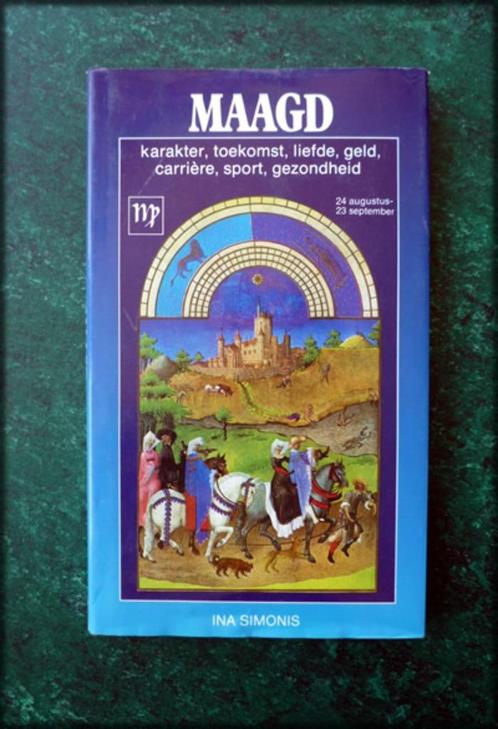 MAAGD
karakter, toekomst, liefde, geld,
carrière, sport, gezondheid
24 augustus-
23 september
INA SIMONIS